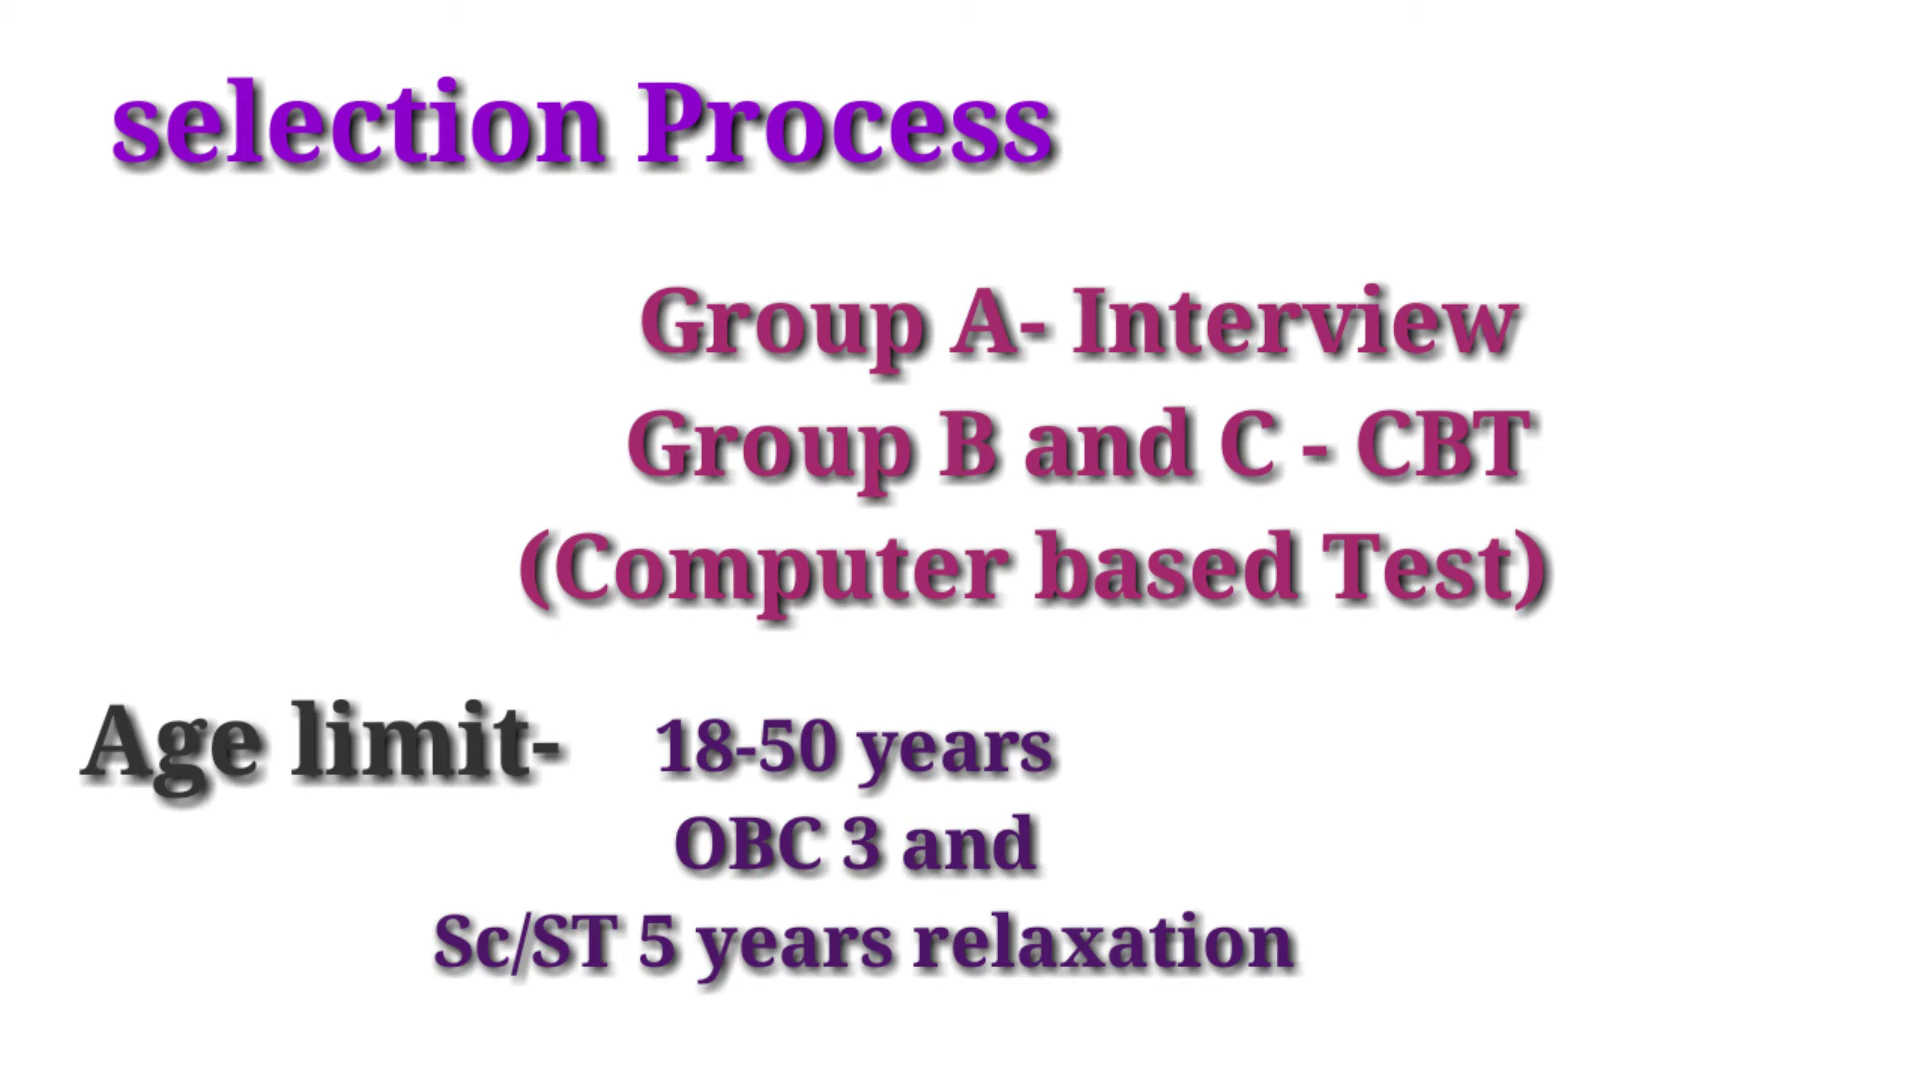 selection Process
Group A- Interview
Group B and C - CBT
(Computer based Test)
Age limit- 18-50 years
OBC 3 and
Sc/ST 5 years relaxation